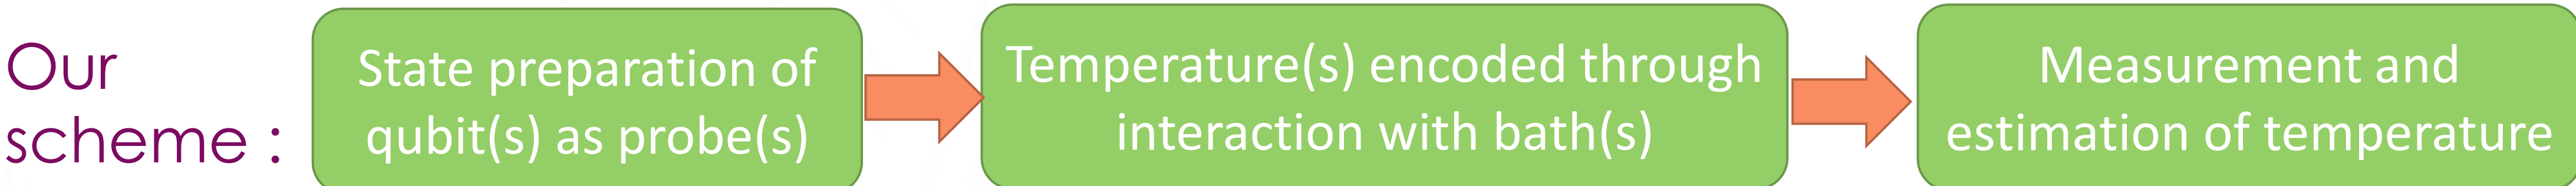 Our
scheme :
State preparation of
qubit(s) as probe(s)
Temperature(s) encoded through
interaction with bath(s)
Measurement and
estimation of temperature